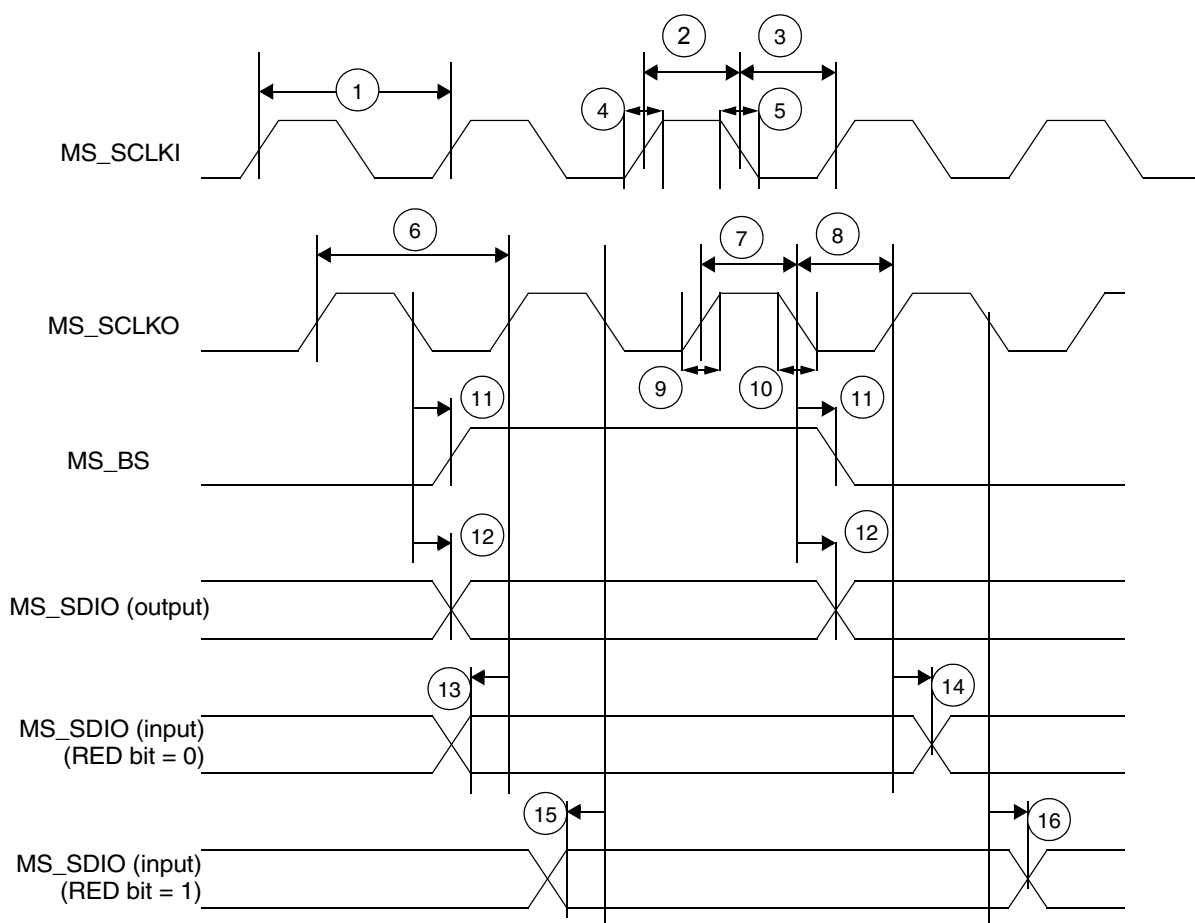 2
3
1
4
5
MS_SCLKI
6
7
8
MS_SCLKO
9
10
11
11
MS_BS
12
12
MS_SDIO (output)
13
14
MS_SDIO (input)
(RED bit = 0)
15
16
MS_SDIO (input)
(RED bit = 1)